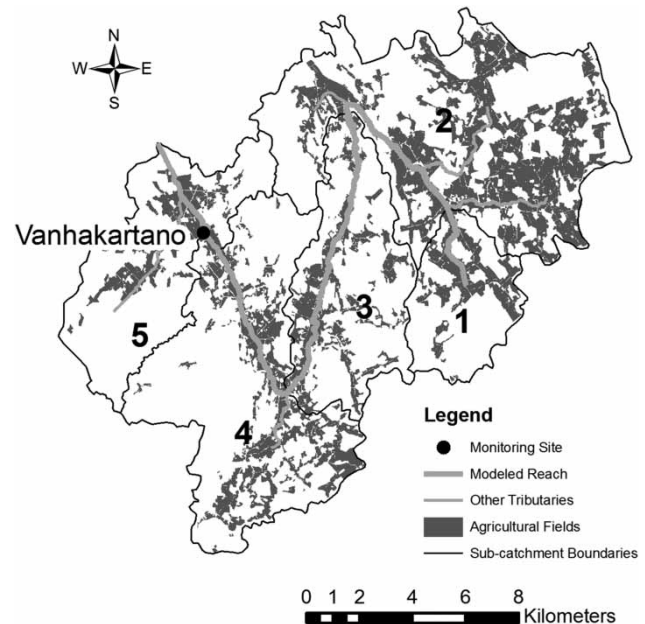 N
W E
S
2
Vanhakartano
3
1
5
4
Legend
Monitoring Site
Modeled Reach
Other Tributaries
Agricultural Fields
Sub-catchment Boundaries
0 1 2 4 6 8
Kilometers